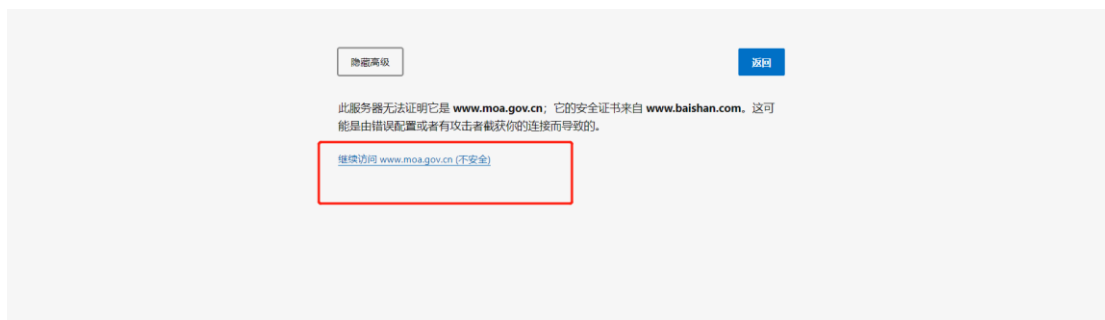 隐藏高级
返回
此服务器无法证明它是 www.moa.gov.cn；它的安全证书来自 www.baishan.com。这可
能是由错误配置或者有攻击者截获你的连接而导致的。
继续访问 www.moa.gov.cn (不安全)